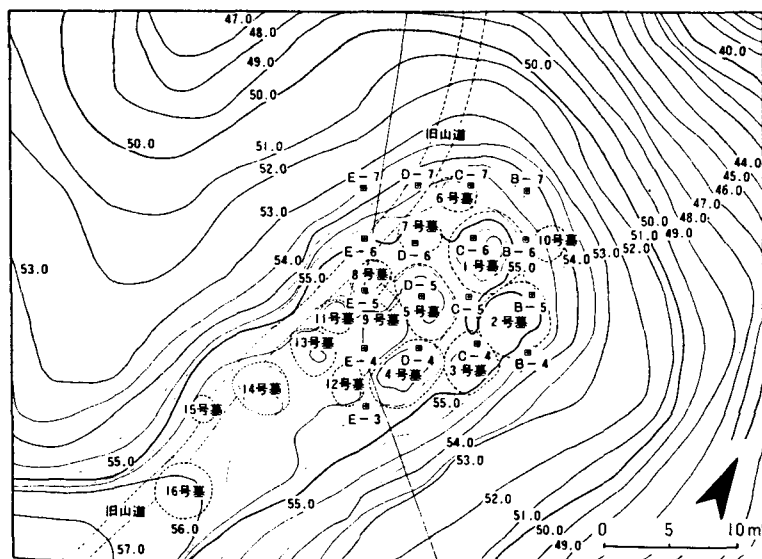 47.0
48.0
49.0
50.0
40.0
50.0
50.0
旧山道
51.0
52.0
44.0
45.0
46.0
47.0
48.0
49.0
50.0
51.0
52.0
53.0
54.0
E-7
D-7
C-7
B-7
6号墓
53.0
7号墓
10号墓
E-6
D-6
C-6
B-6
1号墓
55.0
53.0
54.0
55.0
8号墓
D-5
B-5
E-5
5号墓
C-5
2号墓
11号墓
9号墓
13号墓
E-4
D-4
C-4
B-4
4号墓
3号墓
14号墓
12号墓
15号墓
E-3
55.0
54.0
53.0
55.0
16号墓
55.0
52.0
旧山道
56.0
51.0
57.0
50.0
49.0
0 5 10m